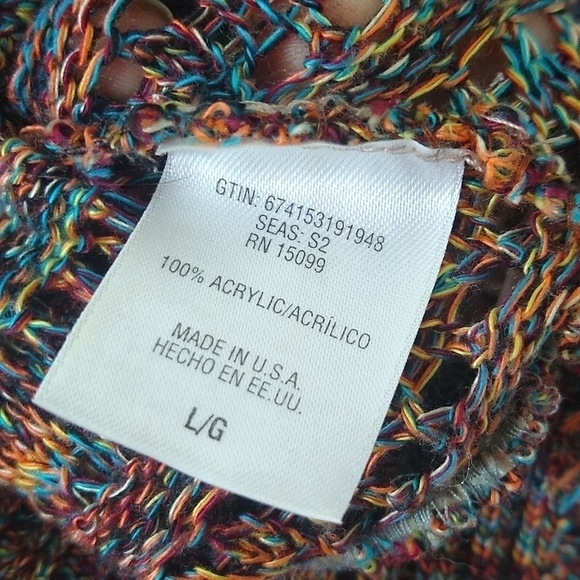 GTIN: 674153191948
SEAS: S2
RN 15099
100% ACRYLIC/ACRÍLICO
MADE IN U.S.A.
HECHO EN EE.UU.
L/G